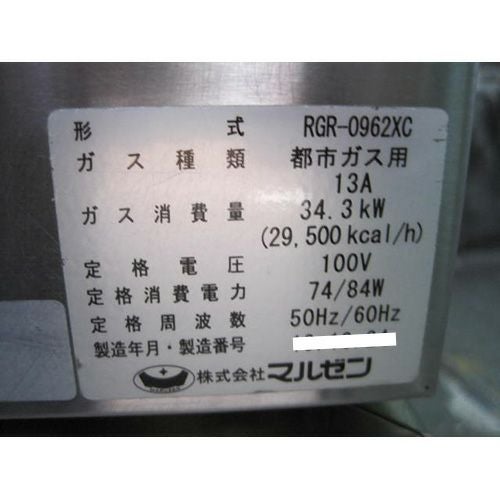 形 式 RGR-0962XC
ガス種類 都市ガス用
13A
ガス消費量 34.3kW
(29,500kcal/h)
定格電圧 100V
定格消費電力 74/84W
定格周波数 50Hz/60Hz
製造年月・製造番号
株式会社 マルゼン